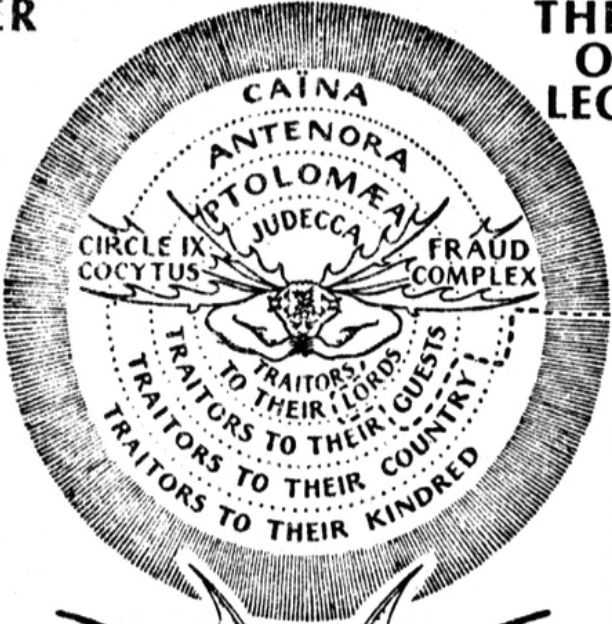 ER
THE
O
LEO
CAÏNA
ANTENORA
PTOLOMÆA
JUDECCA
CIRCLE IX
COCYTUS
FRAUD
COMPLEX
TRAITORS
TO THEIR LORDS
TRAITORS TO THEIR GUESTS
TRAITORS TO THEIR COUNTRY
TRAITORS TO THEIR KINDRED